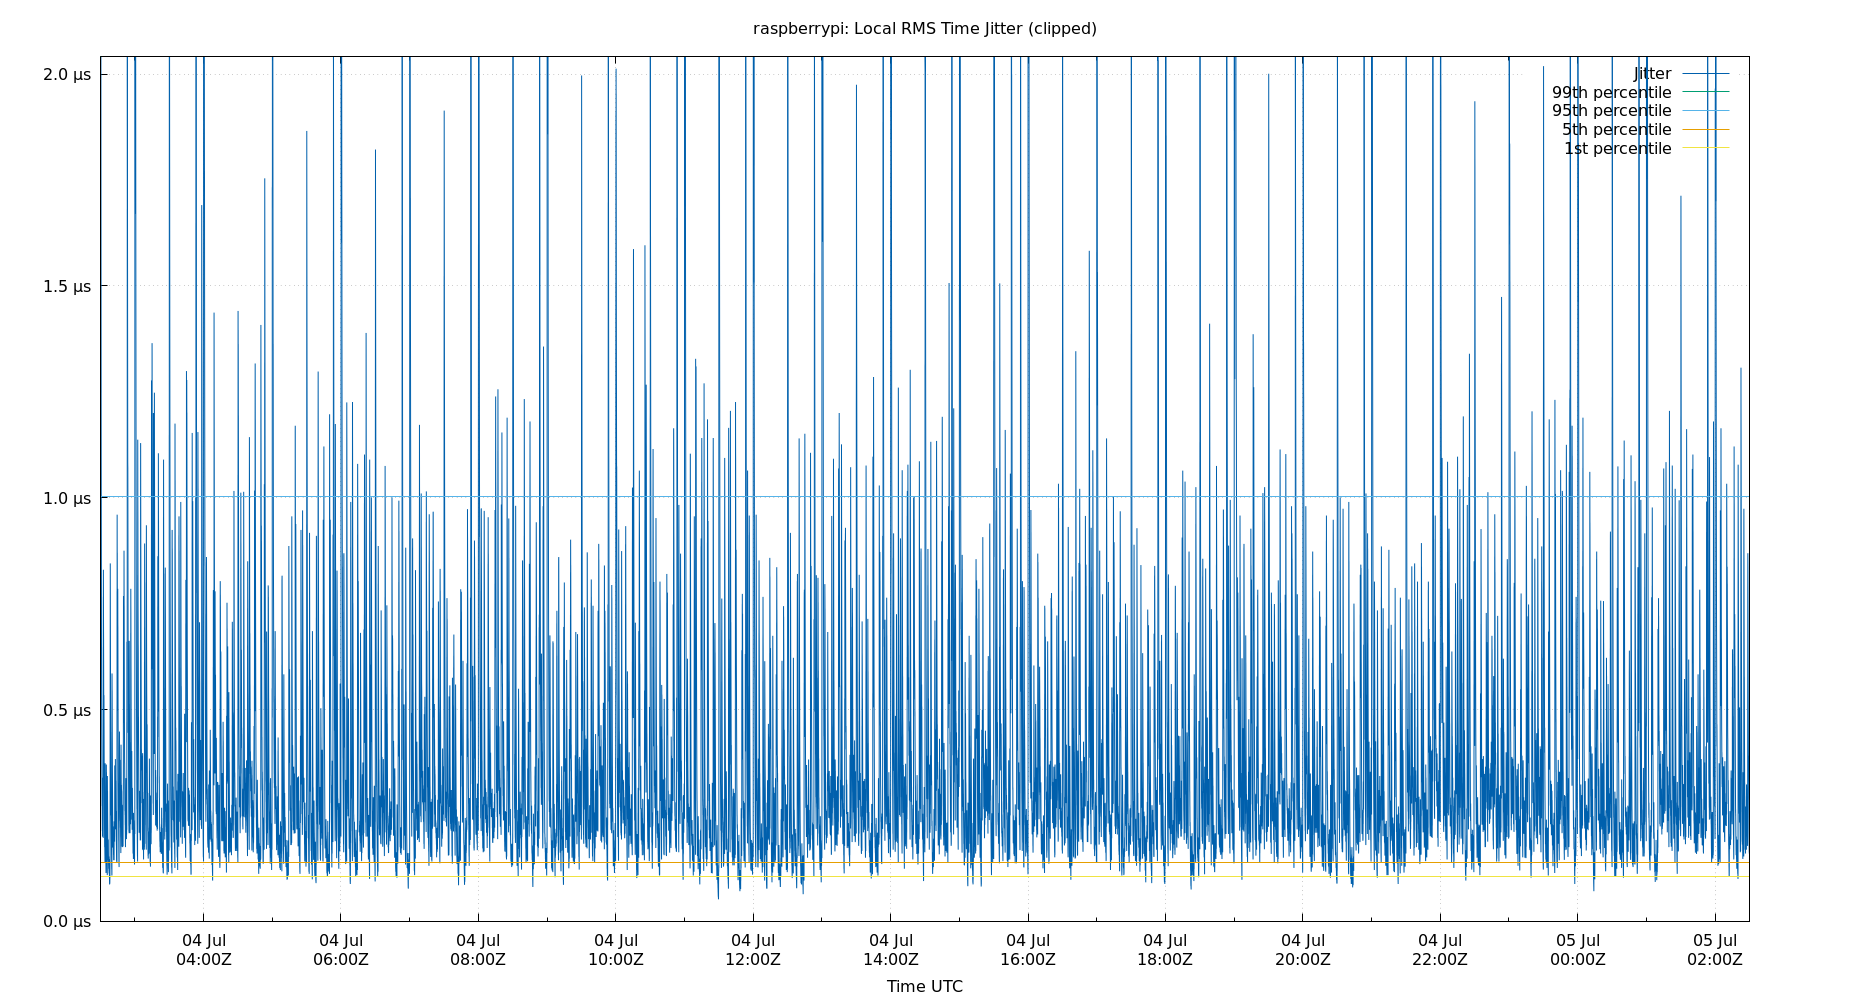 raspberrypi: Local RMS Time Jitter (clipped)
2.0 µs
1.5 µs
1.0 µs
0.5 µs
0.0 µs
Jitter
99th percentile
95th percentile
5th percentile
1st percentile
04 Jul 04 Jul 04 Jul 04 Jul 04 Jul 04 Jul 04 Jul 04 Jul 04 Jul 04 Jul 05 Jul 05 Jul
04:00Z 06:00Z 08:00Z 10:00Z 12:00Z 14:00Z 16:00Z 18:00Z 20:00Z 22:00Z 00:00Z 02:00Z
Time UTC